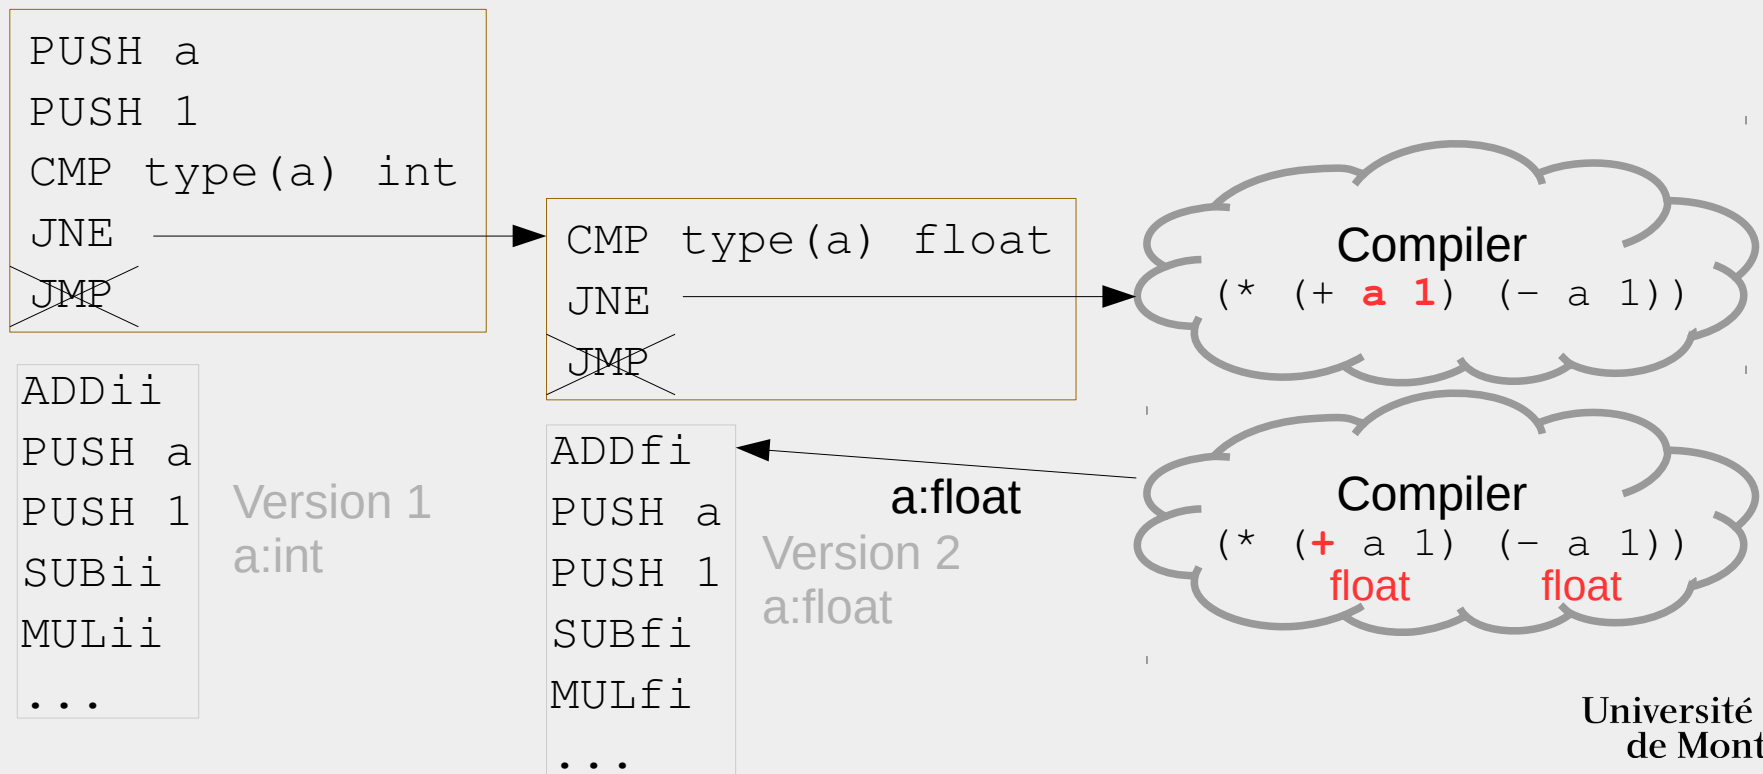 PUSH a
PUSH 1
CMP type(a) int
JNE
JMP
ADDii
PUSH a
PUSH 1
SUBii
MULii
...
Version 1
a:int
CMP type(a) float
JNE
JMP
ADDfi
PUSH a
PUSH 1
SUBfi
MULfi
...
a:float
Version 2
a:float
Compiler
(* (+ a 1) (- a 1))
Compiler
(* (+ a 1) (- a 1))
float float
Université
de Mont